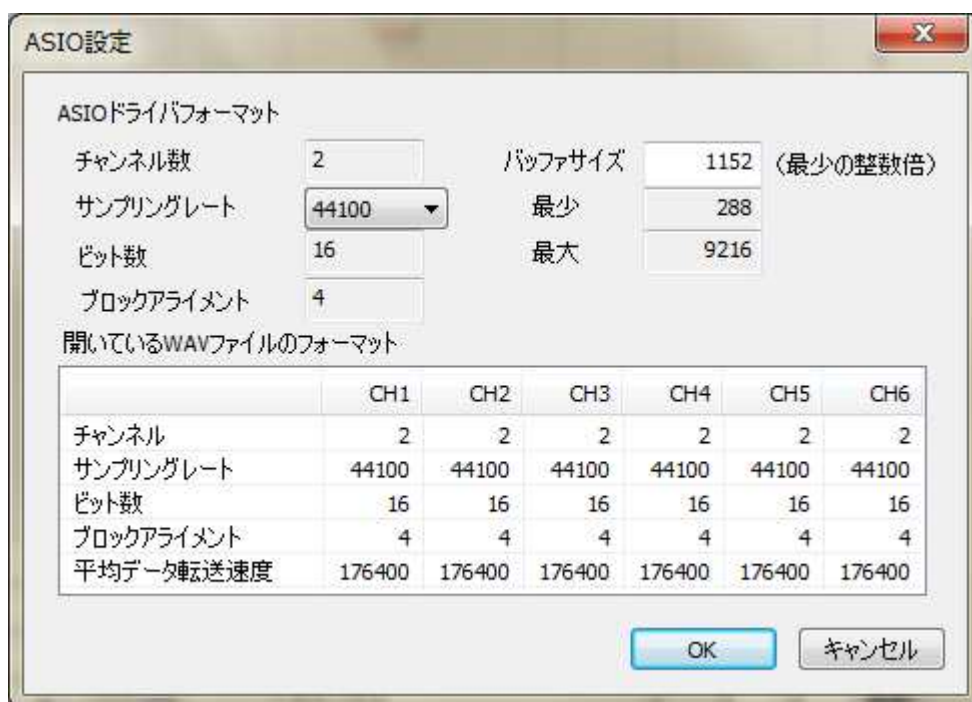 ASIO設定
ASIOドライバフォーマット
チャンネル数 2 バッファサイズ 1152 (最少の整数倍)
サンプリングレート 44100 最少 288
ビット数 16 最大 9216
ブロックアライメント 4
開いているWAVファイルのフォーマット
CH1 CH2 CH3 CH4 CH5 CH6
チャンネル 2 2 2 2 2 2
サンプリングレート 44100 44100 44100 44100 44100 44100
ビット数 16 16 16 16 16 16
ブロックアライメント 4 4 4 4 4 4
平均データ転送速度 176400 176400 176400 176400 176400 176400
OK キャンセル